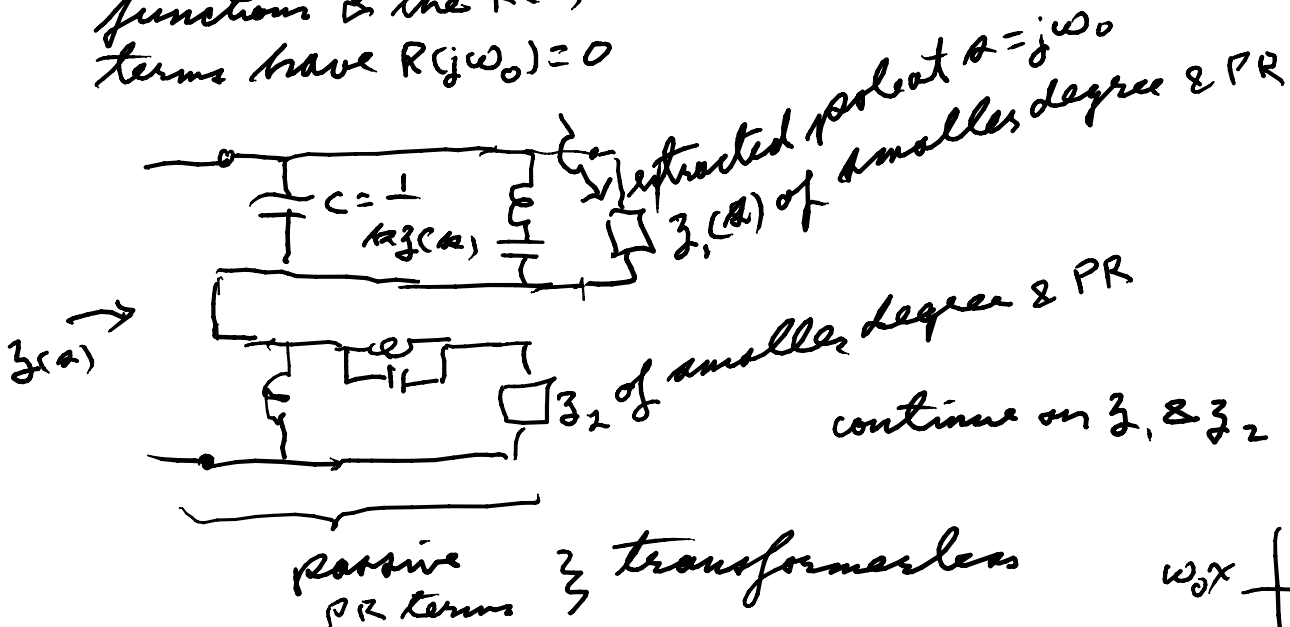 functions & the
terms have R(jω₀)=0
extracted pole at s=jω₀
z₁(s) of smaller degree & PR
C = 1/kz(k)
z(s) →
z₂ of smaller degree & PR
continue on z₁ & z₂
passive } transformerless
PR terms
ω₀x